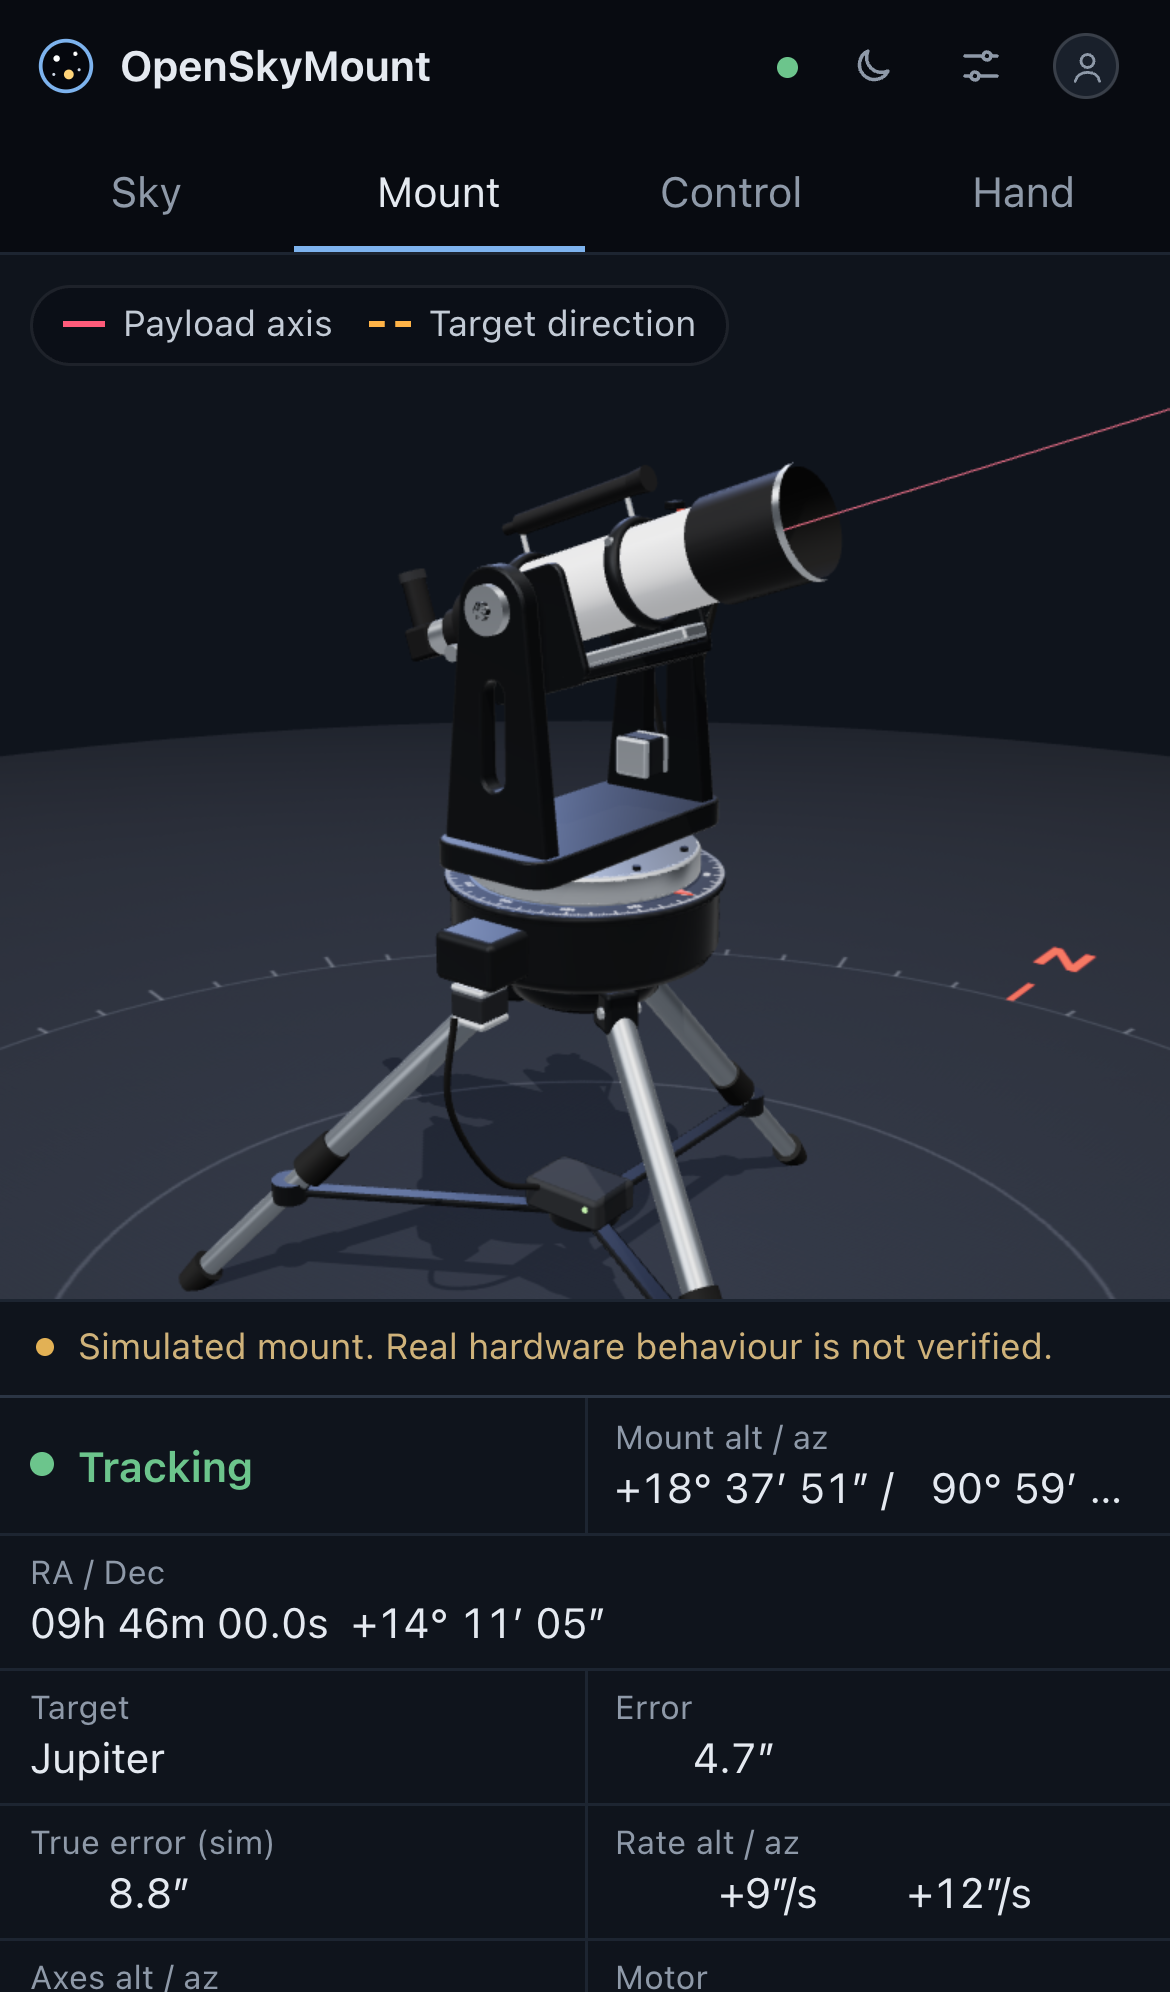 OpenSkyMount
Sky Mount Control Hand
Payload axis Target direction
N
Simulated mount. Real hardware behaviour is not verified.
Tracking
Mount alt / az
+18° 37′ 51″ / 90° 59′ ...
RA / Dec
09h 46m 00.0s +14° 11′ 05″
Target
Jupiter
Error
4.7″
True error (sim)
8.8″
Rate alt / az
+9″/s +12″/s
Axes alt / az
Motor